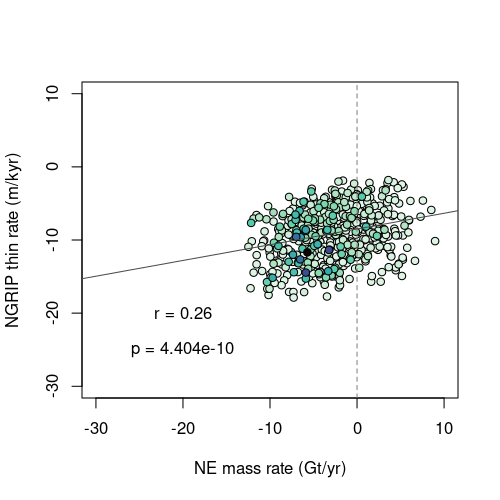 10
0
-10
-20
-30
NGRIP thin rate (m/kyr)
r = 0.26
p = 4.404e-10
-30 -20 -10 0 10
NE mass rate (Gt/yr)